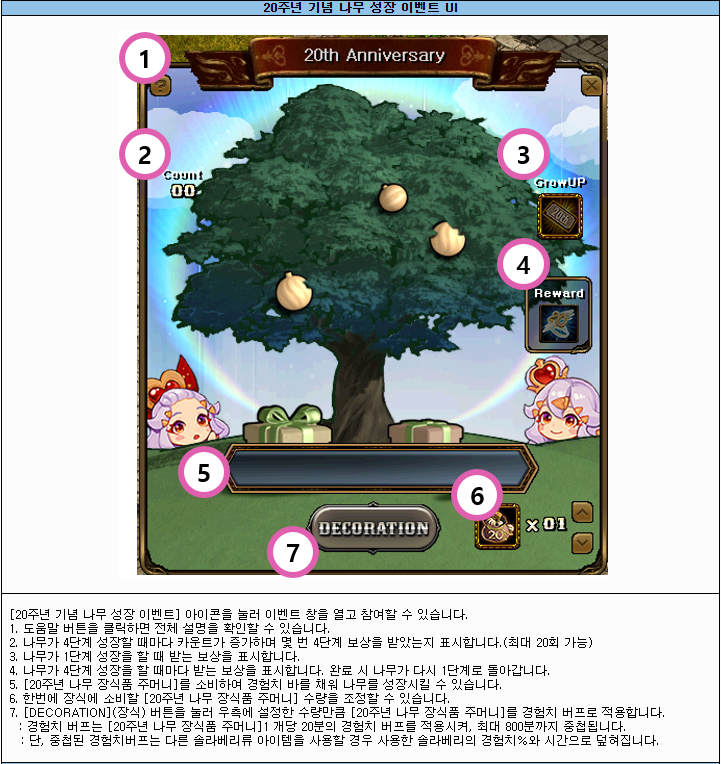 20주년 기념 나무 성장 이벤트 UI
20th Anniversary
1
?
2
Count
00
3
GrowUP
20th
4
Reward
5
6
20
x 01
DECORATION
7
[20주년 기념 나무 성장 이벤트] 아이콘을 눌러 이벤트 창을 열고 참여할 수 있습니다.
1. 도움말 버튼을 클릭하면 전체 설명을 확인할 수 있습니다.
2. 나무가 4단계 성장할 때마다 카운트가 증가하며 몇 번 4단계 보상을 받았는지 표시합니다.(최대 20회 가능)
3. 나무가 1단계 성장을 할 때 받는 보상을 표시합니다.
4. 나무가 4단계 성장을 할 때마다 받는 보상을 표시합니다. 완료 시 나무가 다시 1단계로 돌아갑니다.
5. [20주년 나무 장식품 주머니]를 소비하여 경험치 바를 채워 나무를 성장시킬 수 있습니다.
6. 한번에 장식에 소비할 [20주년 나무 장식품 주머니] 수량을 조정할 수 있습니다.
7. [DECORATION](장식) 버튼을 눌러 우측에 설정한 수량만큼 [20주년 나무 장식품 주머니]를 경험치 버프로 적용합니다.
: 경험치 버프는 [20주년 나무 장식품 주머니]1 개당 20분의 경험치 버프를 적용시켜, 최대 800분까지 중첩됩니다.
: 단, 중첩된 경험치버프는 다른 솔라베리류 아이템을 사용할 경우 사용한 솔라베리의 경험치%와 시간으로 덮혀집니다.